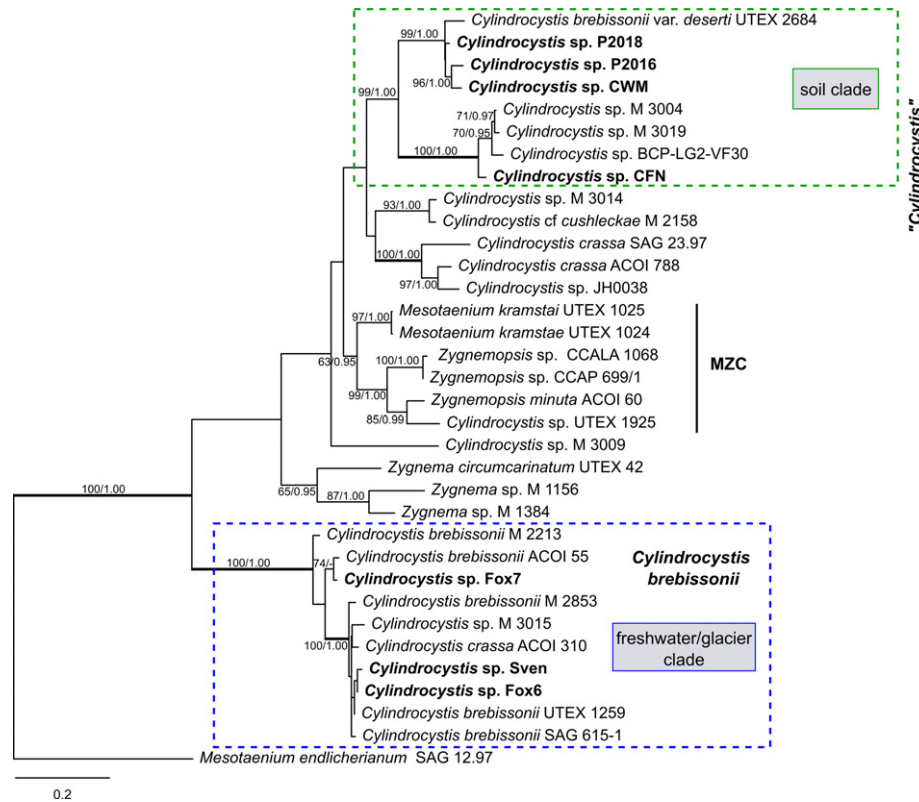 Cylindrocystis brebissonii var. deserti UTEX 2684
99/1.00
Cylindrocystis sp. P2018
Cylindrocystis sp. P2016
96/1.00
Cylindrocystis sp. CWM
soil clade
99/1.00
Cylindrocystis sp. M 3004
71/0.97
Cylindrocystis sp. M 3019
70/0.95
Cylindrocystis sp. BCP-LG2-VF30
100/1.00
Cylindrocystis sp. CFN
"Cylindrocystis"
Cylindrocystis sp. M 3014
93/1.00
Cylindrocystis cf cushleckae M 2158
Cylindrocystis crassa SAG 23.97
100/1.00
Cylindrocystis crassa ACOI 788
97/1.00
Cylindrocystis sp. JH0038
Mesotaenium kramstai UTEX 1025
97/1.00
Mesotaenium kramstae UTEX 1024
63/0.95
Zygnemopsis sp. CCALA 1068
100/1.00
Zygnemopsis sp. CCAP 699/1
MZC
99/1.00
Zygnemopsis minuta ACOI 60
85/0.99
Cylindrocystis sp. UTEX 1925
Cylindrocystis sp. M 3009
Zygnema circumcarinatum UTEX 42
65/0.95
Zygnema sp. M 1156
87/1.00
Zygnema sp. M 1384
100/1.00
Cylindrocystis brebissonii M 2213
Cylindrocystis brebissonii ACOI 55
74/-
Cylindrocystis sp. Fox7
100/1.00
Cylindrocystis
brebissonii
Cylindrocystis brebissonii M 2853
Cylindrocystis sp. M 3015
Cylindrocystis crassa ACOI 310
100/1.00
freshwater/glacier
clade
Cylindrocystis sp. Sven
Cylindrocystis sp. Fox6
Cylindrocystis brebissonii UTEX 1259
Cylindrocystis brebissonii SAG 615-1
Mesotaenium endlicherianum SAG 12.97
0.2